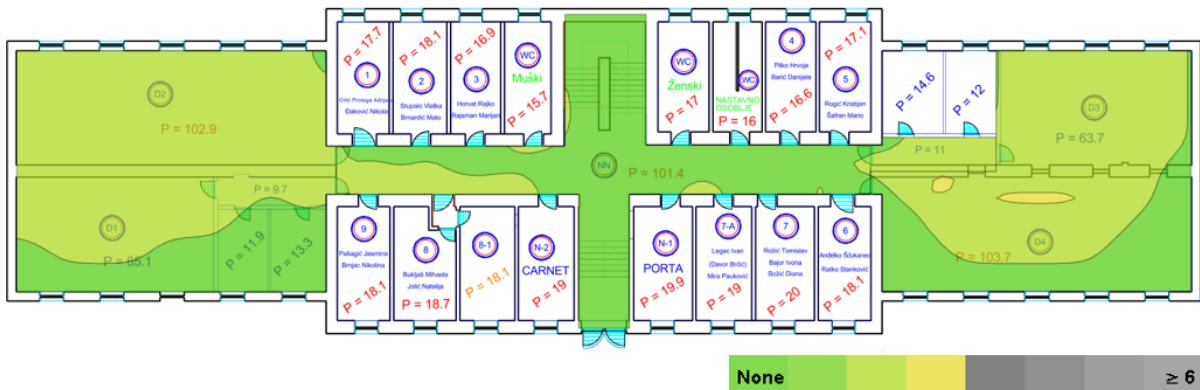 P = 17.7
1
Đaković Nikola
P = 18.1
2
Stupalo Vlatka
Brnardić Mato
P = 16.9
3
Horvat Rajko
Rajsman Marijan
WC
Muški
P = 15.7
WC
Ženski
P = 17
WC
NASTAVNO
OSOBLJE
P = 16
4
Pilko Hrvoje
Barić Danijela
P = 16.6
P = 17.1
5
Rogić Kristijan
Šafran Mario
P = 14.6
P = 12
D2
P = 102.9
D3
P = 63.7
P = 11
NN
P = 101.4
P = 9.7
D1
P = 65.1
P = 11.9
P = 13.3
9
Pašagić Jasmina
Brnjac Nikolina
P = 18.1
8
Bukljaš Mihaela
Jolić Natalija
P = 18.7
8-1
P = 18.1
N-2
CARNET
P = 19
N-1
PORTA
P = 19.9
7-A
Legac Ivan
(Davor Brčić)
Mira Pauković
P = 19
7
Rožić Tomislav
Bajor Ivona
Božić Diana
P = 20
6
Anđelko Ščukanec
Ratko Stanković
P = 18.1
D4
P = 103.7
None
≥ 6